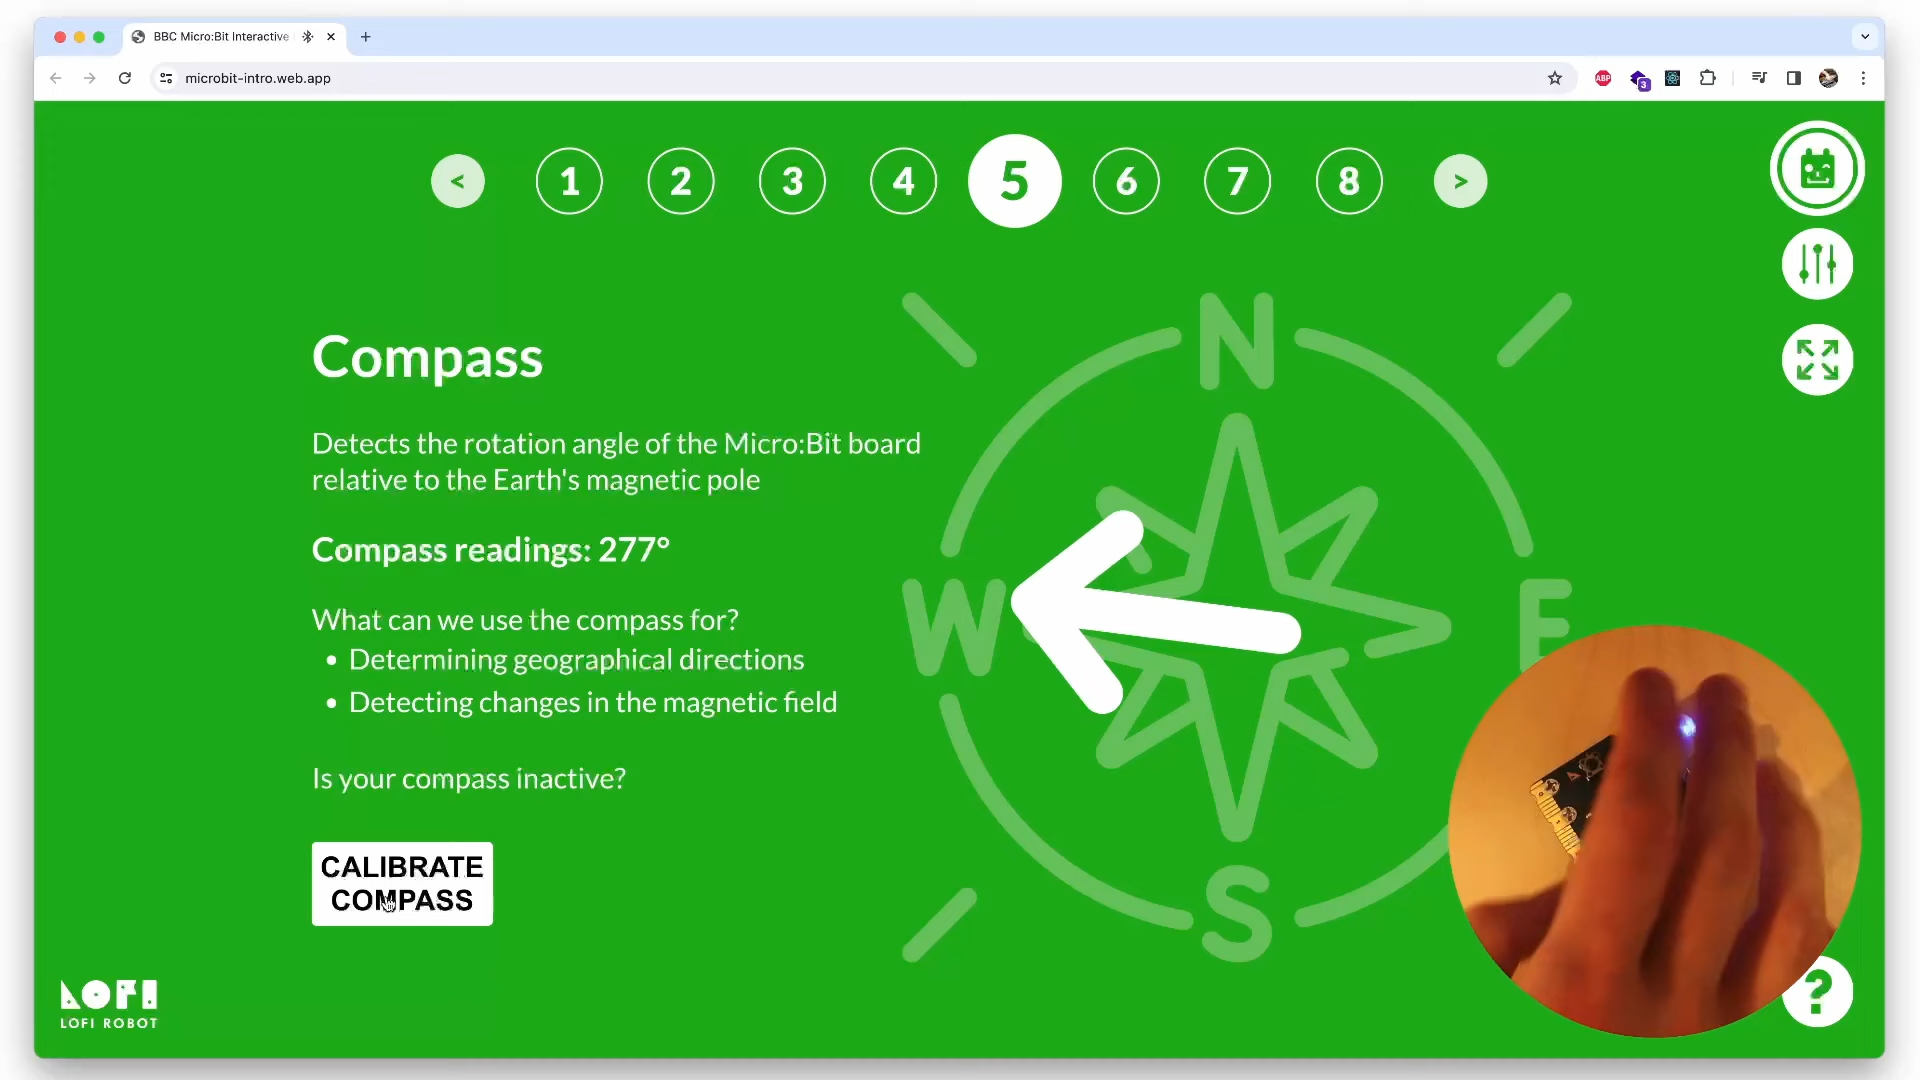 BBC Micro:Bit Interactive
microbit-intro.web.app
ABP
3
< 1 2 3 4 5 6 7 8 >
Compass
Detects the rotation angle of the Micro:Bit board
relative to the Earth's magnetic pole
Compass readings: 277°
What can we use the compass for?
• Determining geographical directions
• Detecting changes in the magnetic field
Is your compass inactive?
CALIBRATE
COMPASS
N
W
E
S
LOFI
LOFI ROBOT
?